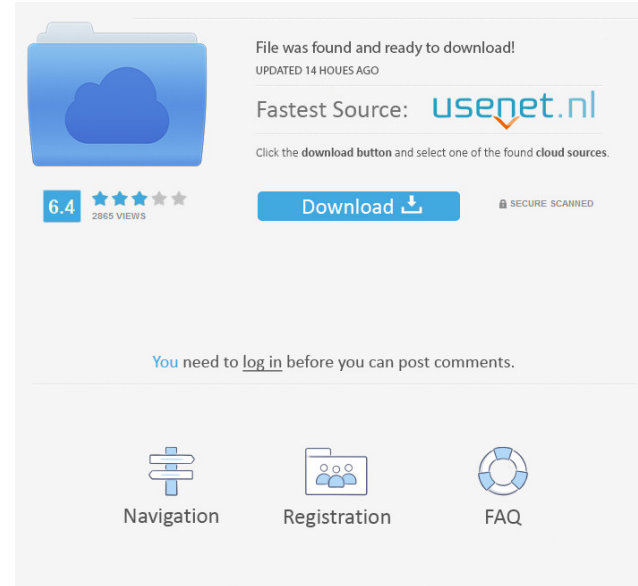 File was found and ready to download!
UPDATED 14 HOUES AGO
Fastest Source: usenet.nl
Click the download button and select one of the found cloud sources.
6.4
2865 VIEWS
Download
SECURE SCANNED
You need to log in before you can post comments.
Navigation
Registration
FAQ